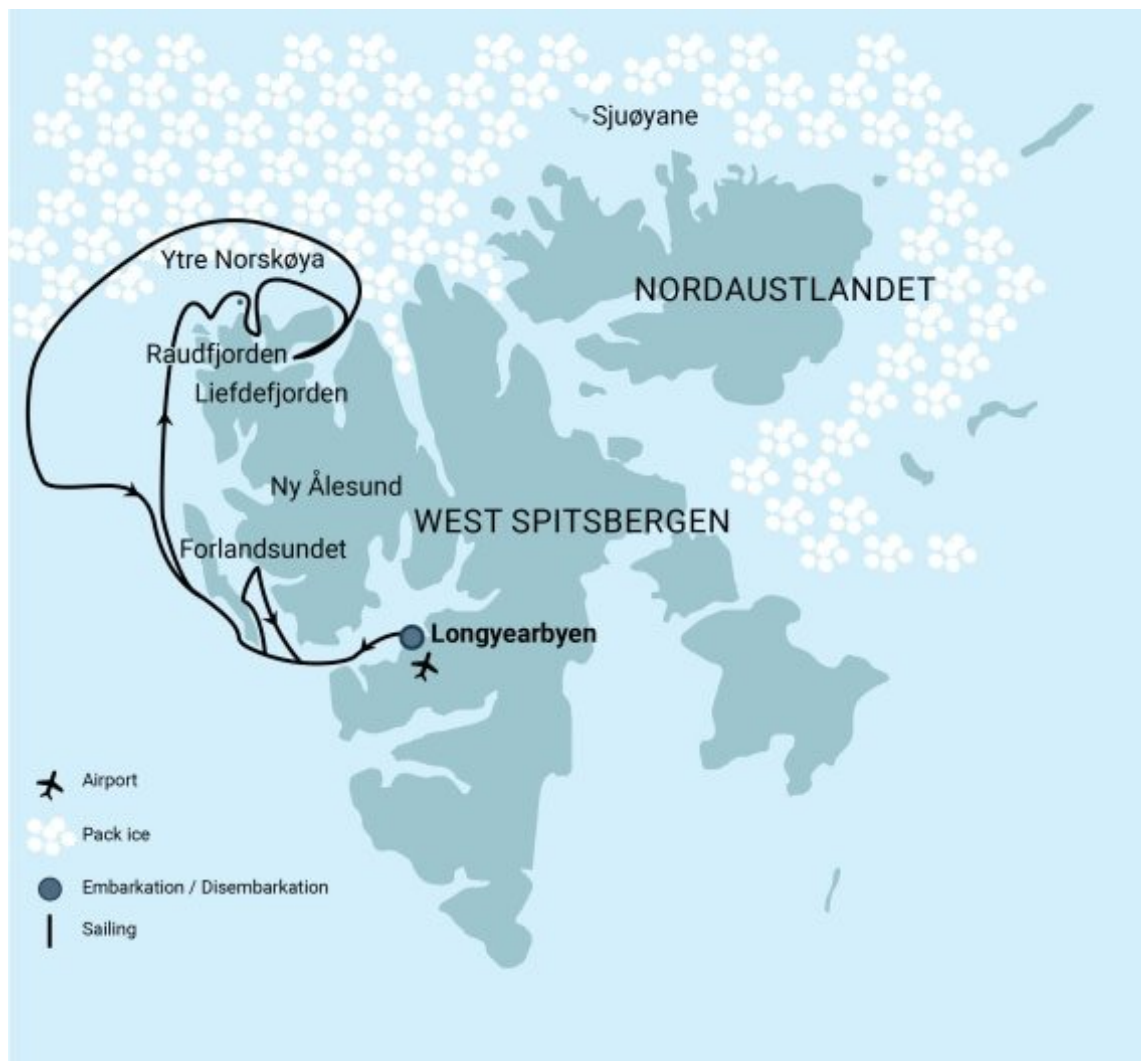 Sjuøyane
Ytre Norskøya
NORDAUSTLANDET
Raudfjorden
Liefdefjorden
Ny Ålesund
WEST SPITSBERGEN
Forlandsundet
Longyearbyen
Airport
Pack ice
Embarkation / Disembarkation
Sailing